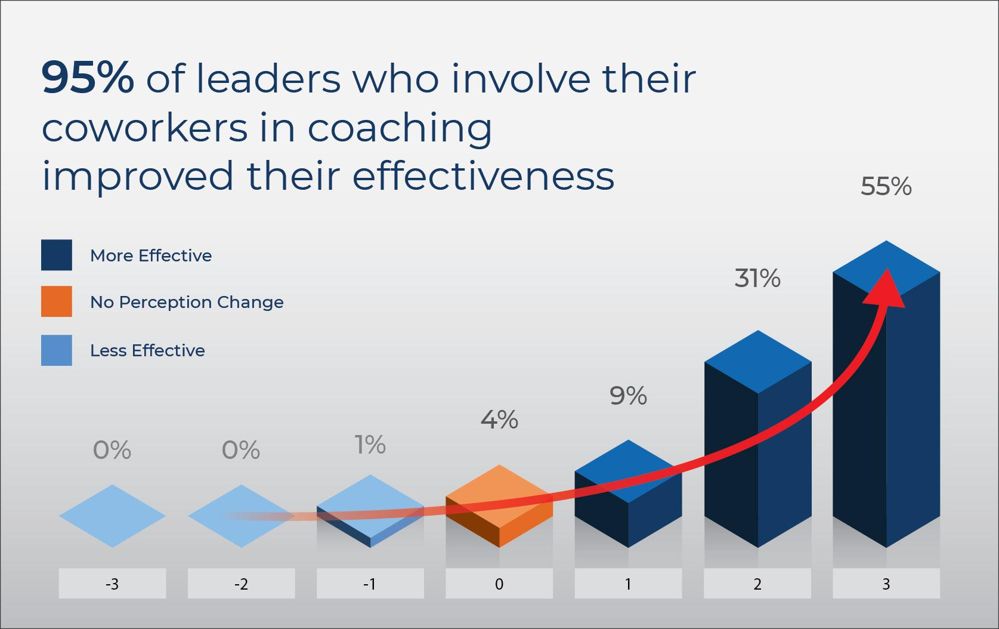 95% of leaders who involve their
coworkers in coaching
improved their effectiveness
More Effective
No Perception Change
Less Effective
0%
0%
1%
4%
9%
31%
55%
-3
-2
-1
0
1
2
3